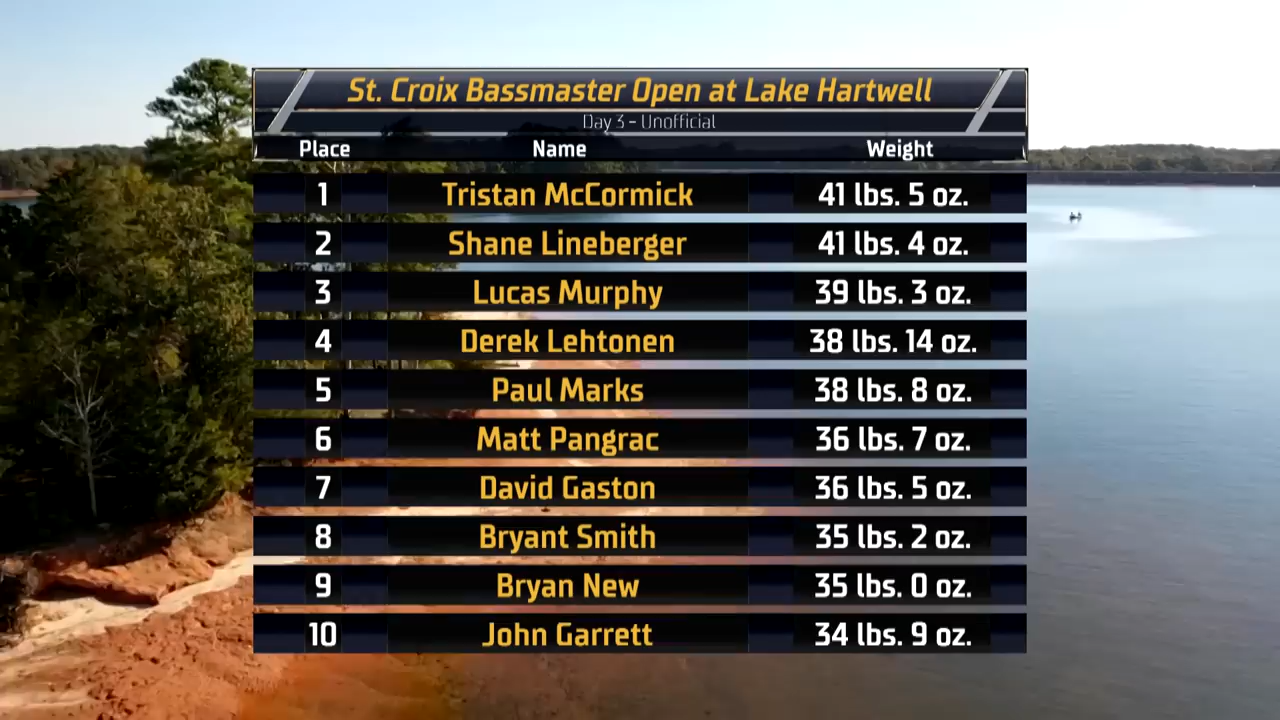 St. Croix Bassmaster Open at Lake Hartwell
Day 3 - Unofficial
Place Name Weight
1 Tristan McCormick 41 lbs. 5 oz.
2 Shane Lineberger 41 lbs. 4 oz.
3 Lucas Murphy 39 lbs. 3 oz.
4 Derek Lehtonen 38 lbs. 14 oz.
5 Paul Marks 38 lbs. 8 oz.
6 Matt Pangrac 36 lbs. 7 oz.
7 David Gaston 36 lbs. 5 oz.
8 Bryant Smith 35 lbs. 2 oz.
9 Bryan New 35 lbs. 0 oz.
10 John Garrett 34 lbs. 9 oz.